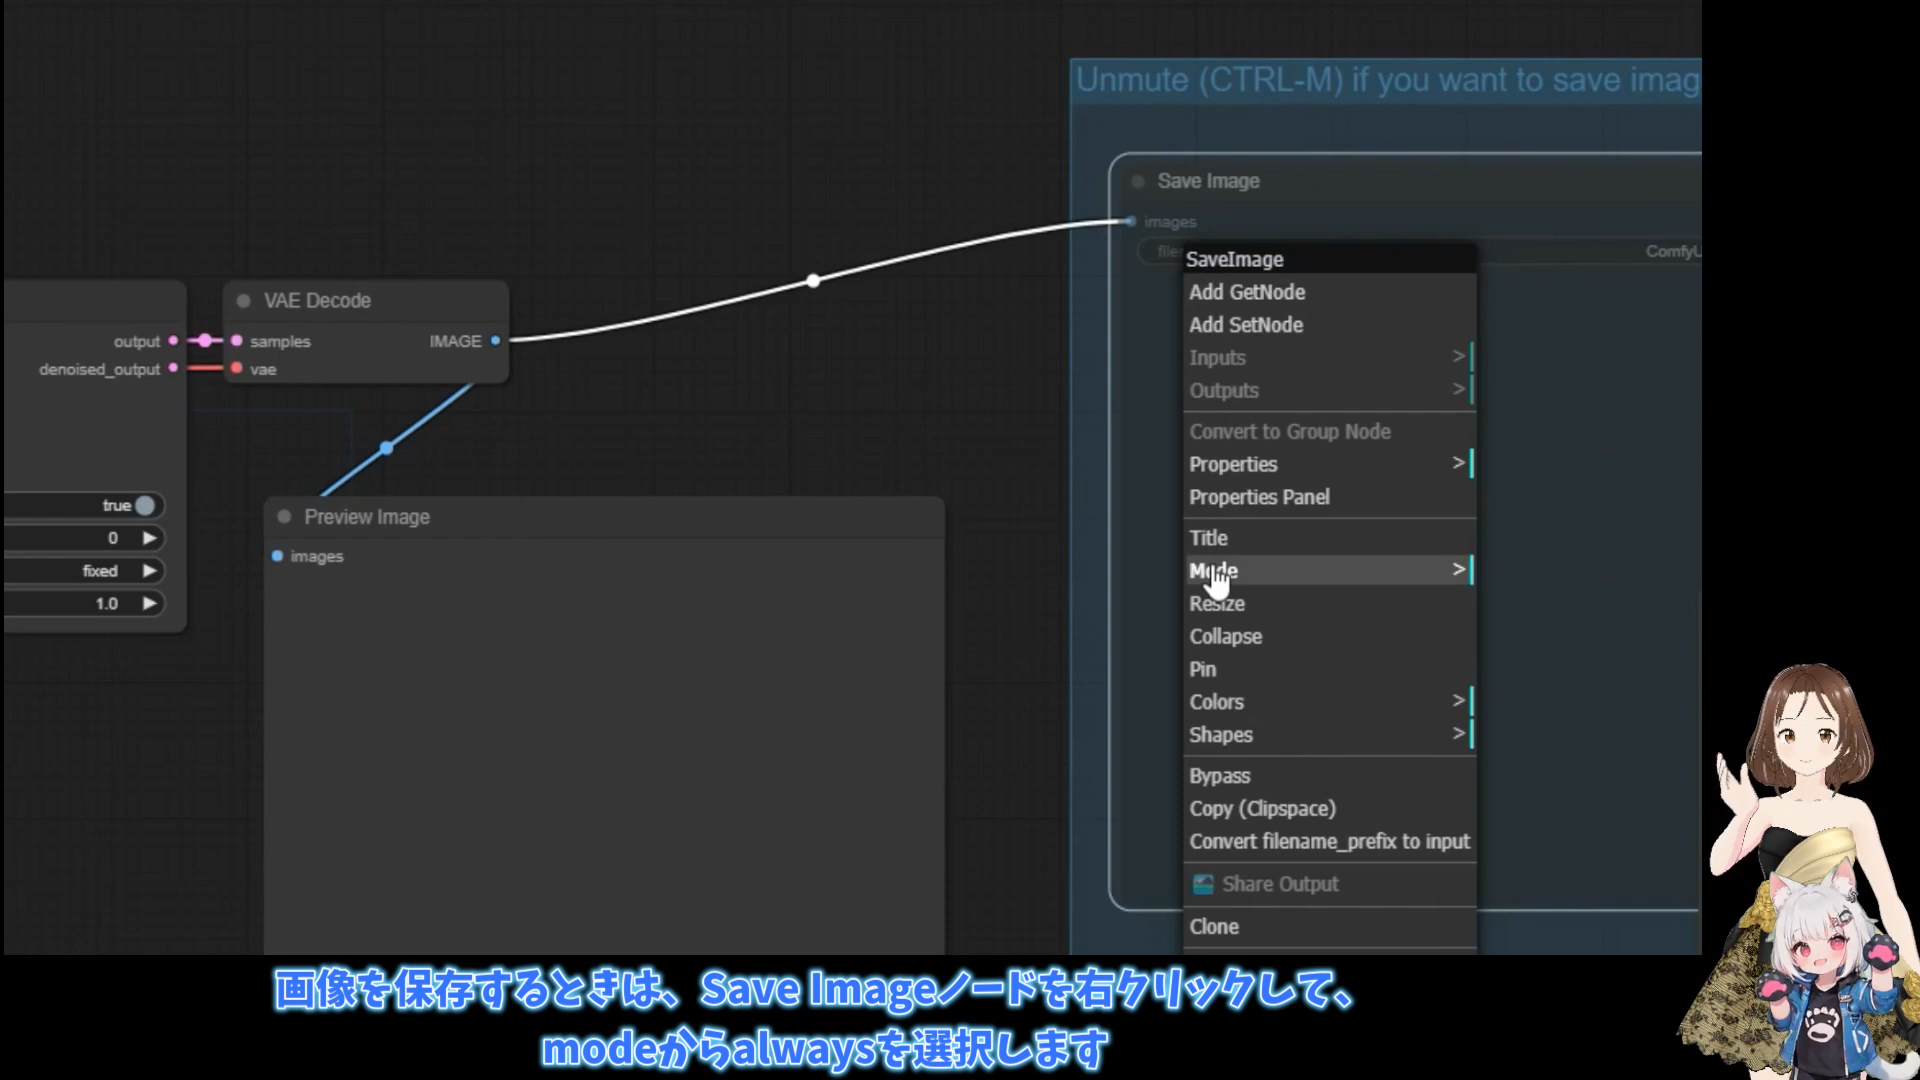 Unmute (CTRL-M) if you want to save imag
Save Image
images
file
ComfyU
SaveImage
Add GetNode
Add SetNode
Inputs >
Outputs >
Convert to Group Node
Properties >
Properties Panel
Title
Mode >
Resize
Collapse
Pin
Colors >
Shapes >
Bypass
Copy (Clipspace)
Convert filename_prefix to input
Share Output
Clone
VAE Decode
output
samples
IMAGE
denoised_output
vae
true
0
fixed
1.0
Preview Image
images
画像を保存するときは、Save Imageノードを右クリックして、
modeからalwaysを選択します